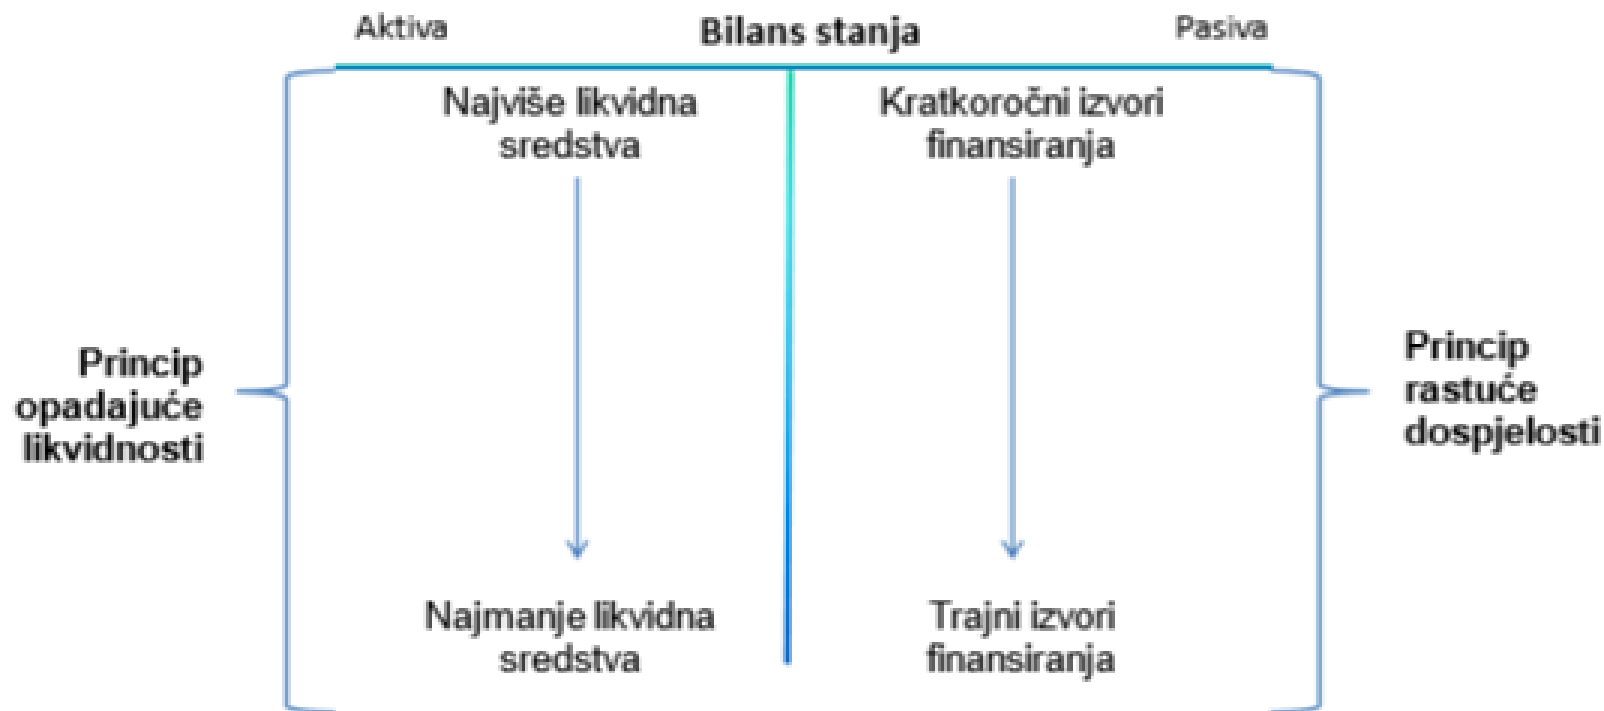 Aktiva
Bilans stanja
Pasiva
Najviše likvidna
sredstva
Kratkoročni izvori
finansiranja
Princip
opadajuće
likvidnosti
Princip
rastuće
dospjelosti
Najmanje likvidna
sredstva
Trajni izvori
finansiranja